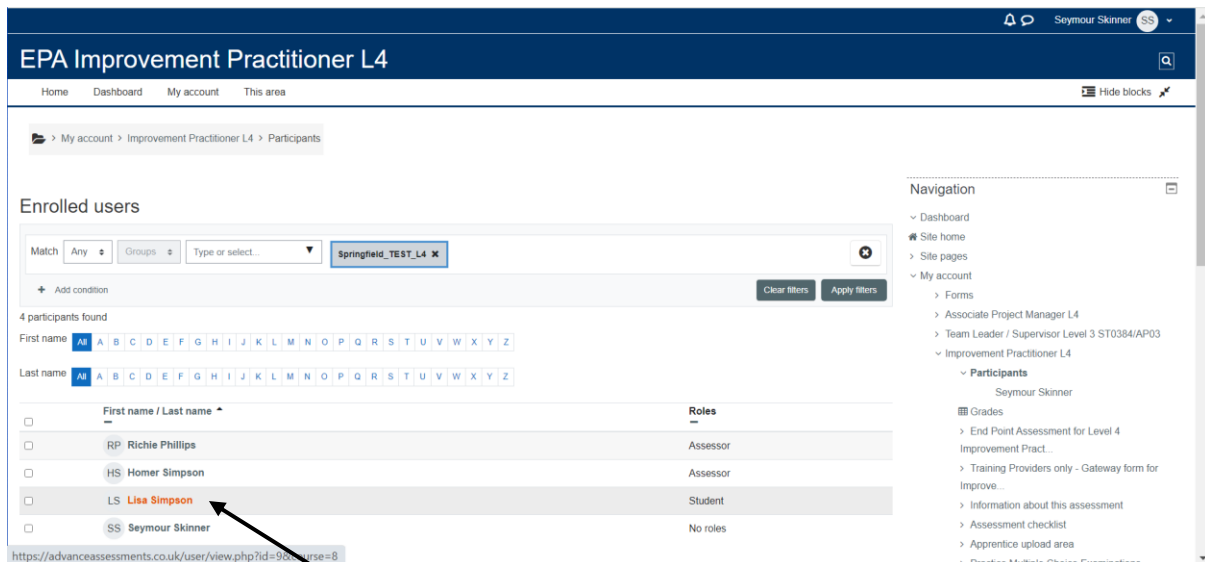 Seymour Skinner SS
EPA Improvement Practitioner L4
Home Dashboard My account This area Hide blocks
> My account > Improvement Practitioner L4 > Participants
Enrolled users
Match Any Groups Type or select... ▼ Springfield_TEST_L4 ✖
+ Add condition Clear filters Apply filters
4 participants found
First name All A B C D E F G H I J K L M N O P Q R S T U V W X Y Z
Last name All A B C D E F G H I J K L M N O P Q R S T U V W X Y Z
First name / Last name Roles
RP Richie Phillips Assessor
HS Homer Simpson Assessor
LS Lisa Simpson Student
SS Seymour Skinner No roles
https://advanceassessments.co.uk/user/view.php?id=98&course=8
Navigation
Dashboard
Site home
> Site pages
My account
> Forms
> Associate Project Manager L4
> Team Leader / Supervisor Level 3 ST0384/AP03
Improvement Practitioner L4
Participants
Seymour Skinner
Grades
> End Point Assessment for Level 4
Improvement Pract...
> Training Providers only - Gateway form for
Improve...
> Information about this assessment
> Assessment checklist
> Apprentice upload area
> Practice Multiple Choice Examinations